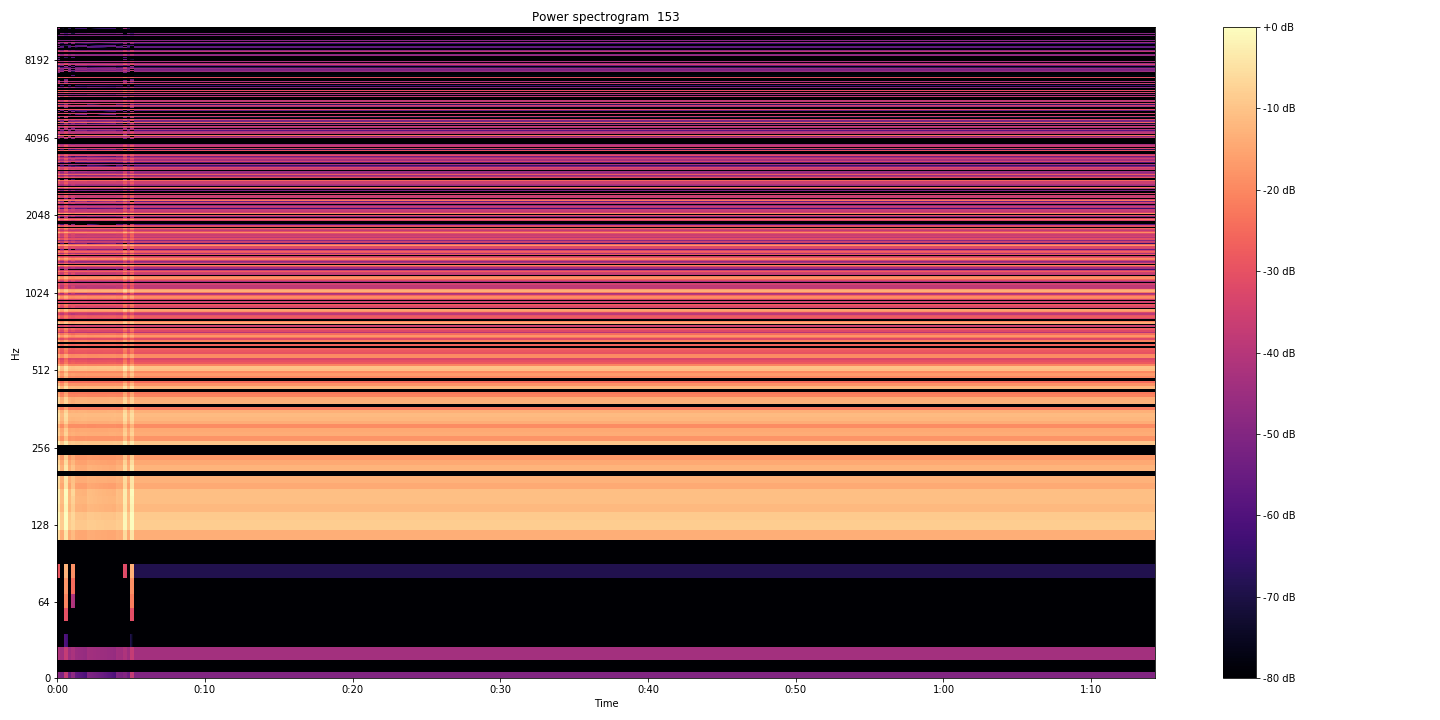 Power spectrogram  153
Hz
8192
4096
2048
1024
512
256
128
64
0
0:00
0:10
0:20
0:30
0:40
0:50
1:00
1:10
Time
+0 dB
-10 dB
-20 dB
-30 dB
-40 dB
-50 dB
-60 dB
-70 dB
-80 dB